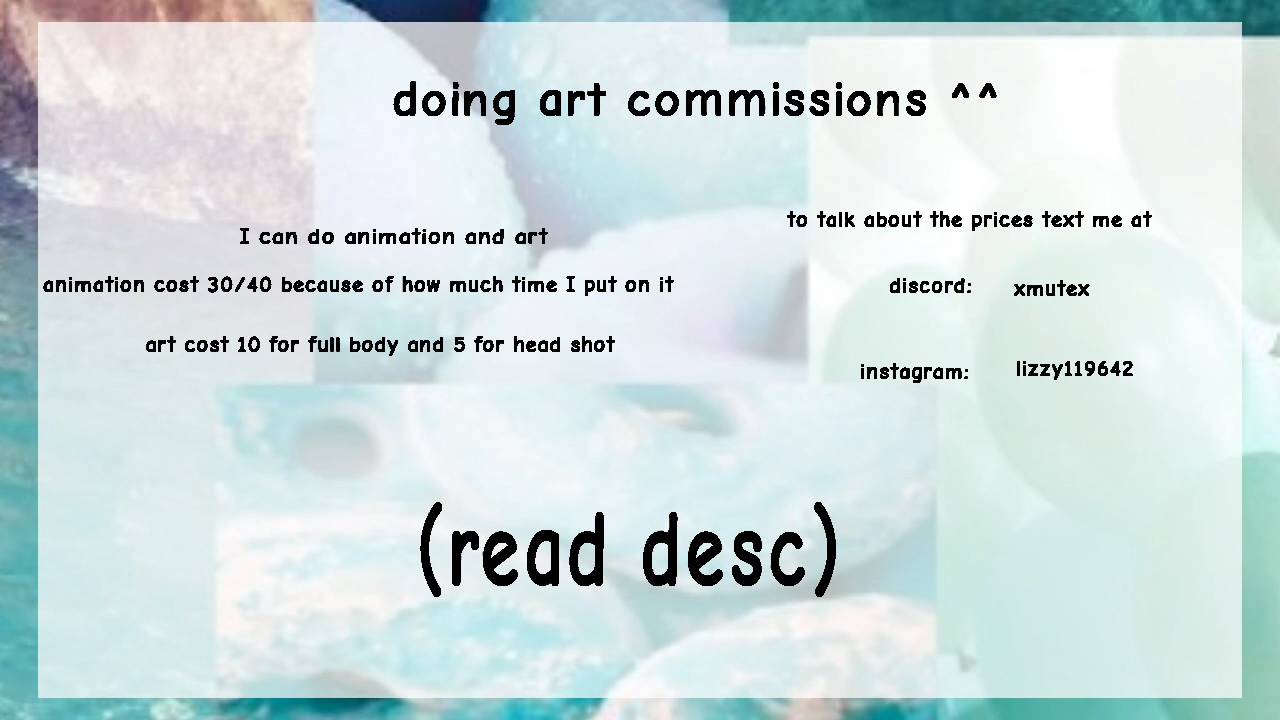 doing art commissions ^^
I can do animation and art
animation cost 30/40 because of how much time I put on it
art cost 10 for full body and 5 for head shot
to talk about the prices text me at
discord: xmutex
instagram: lizzy119642
(read desc)